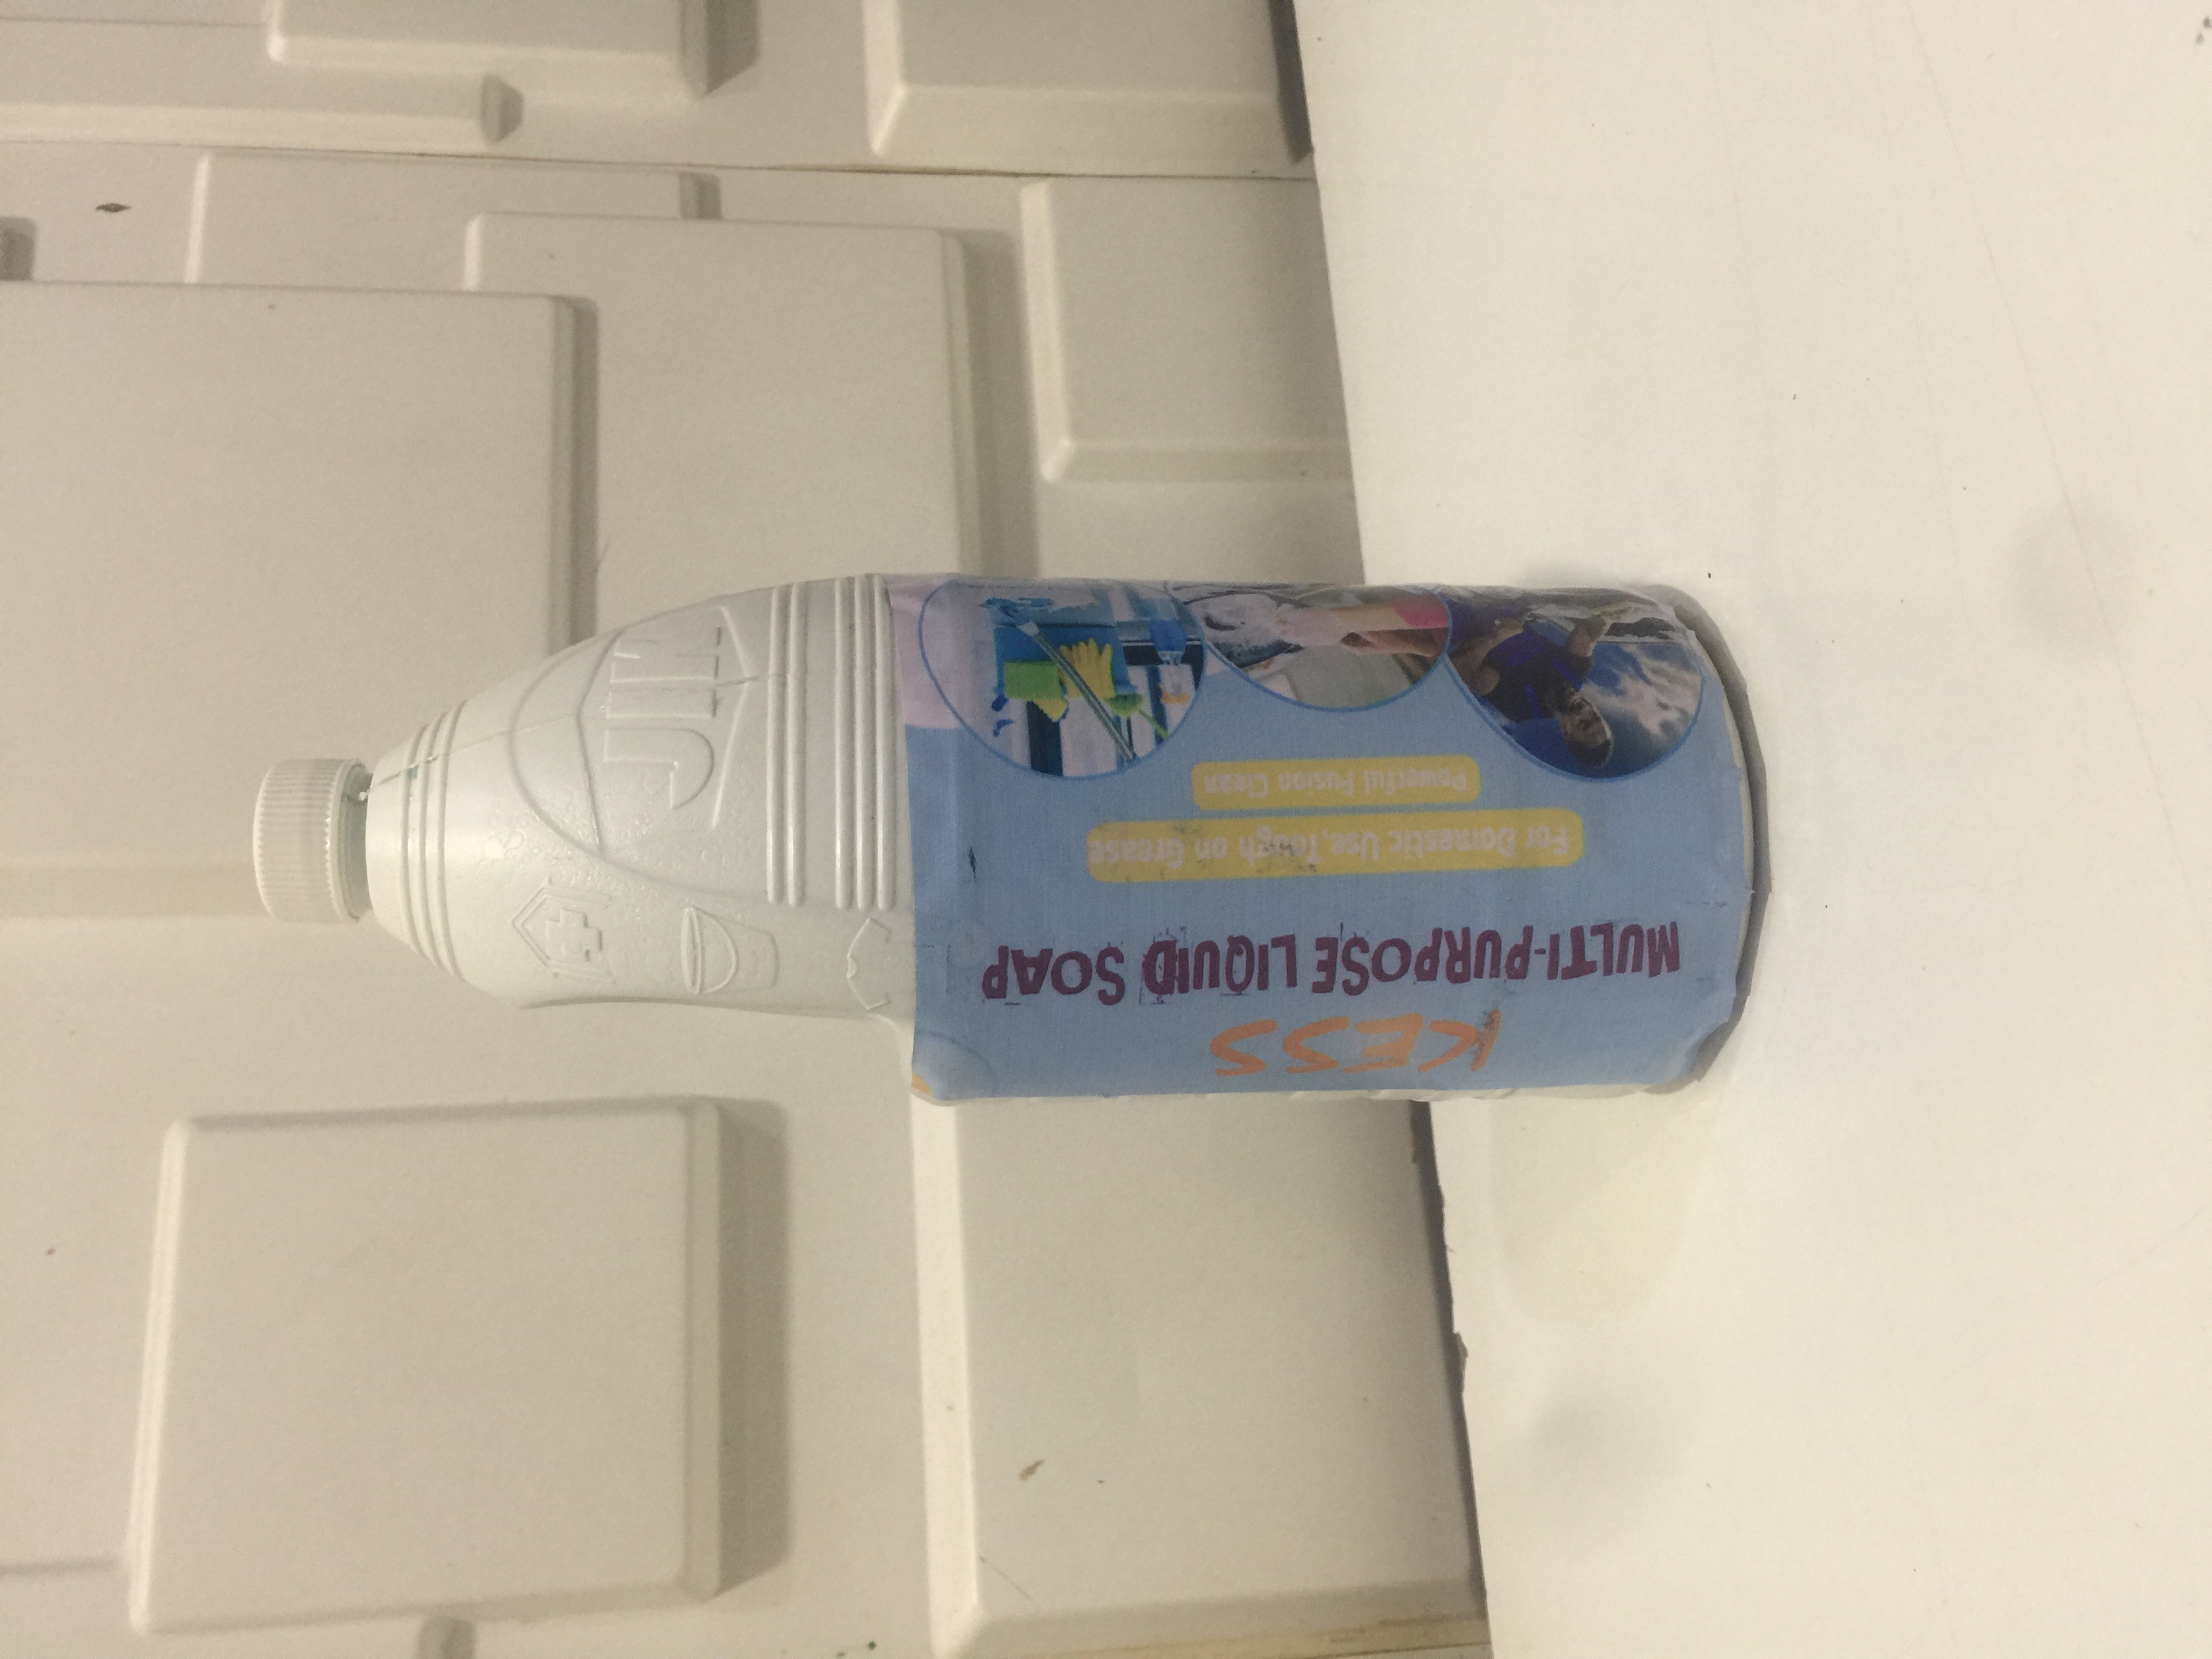 KESS
MULTI-PURPOSE LIQUID SOAP
For Domestic Use, Tough on Grease
Powerful Fusion Clean
JIK